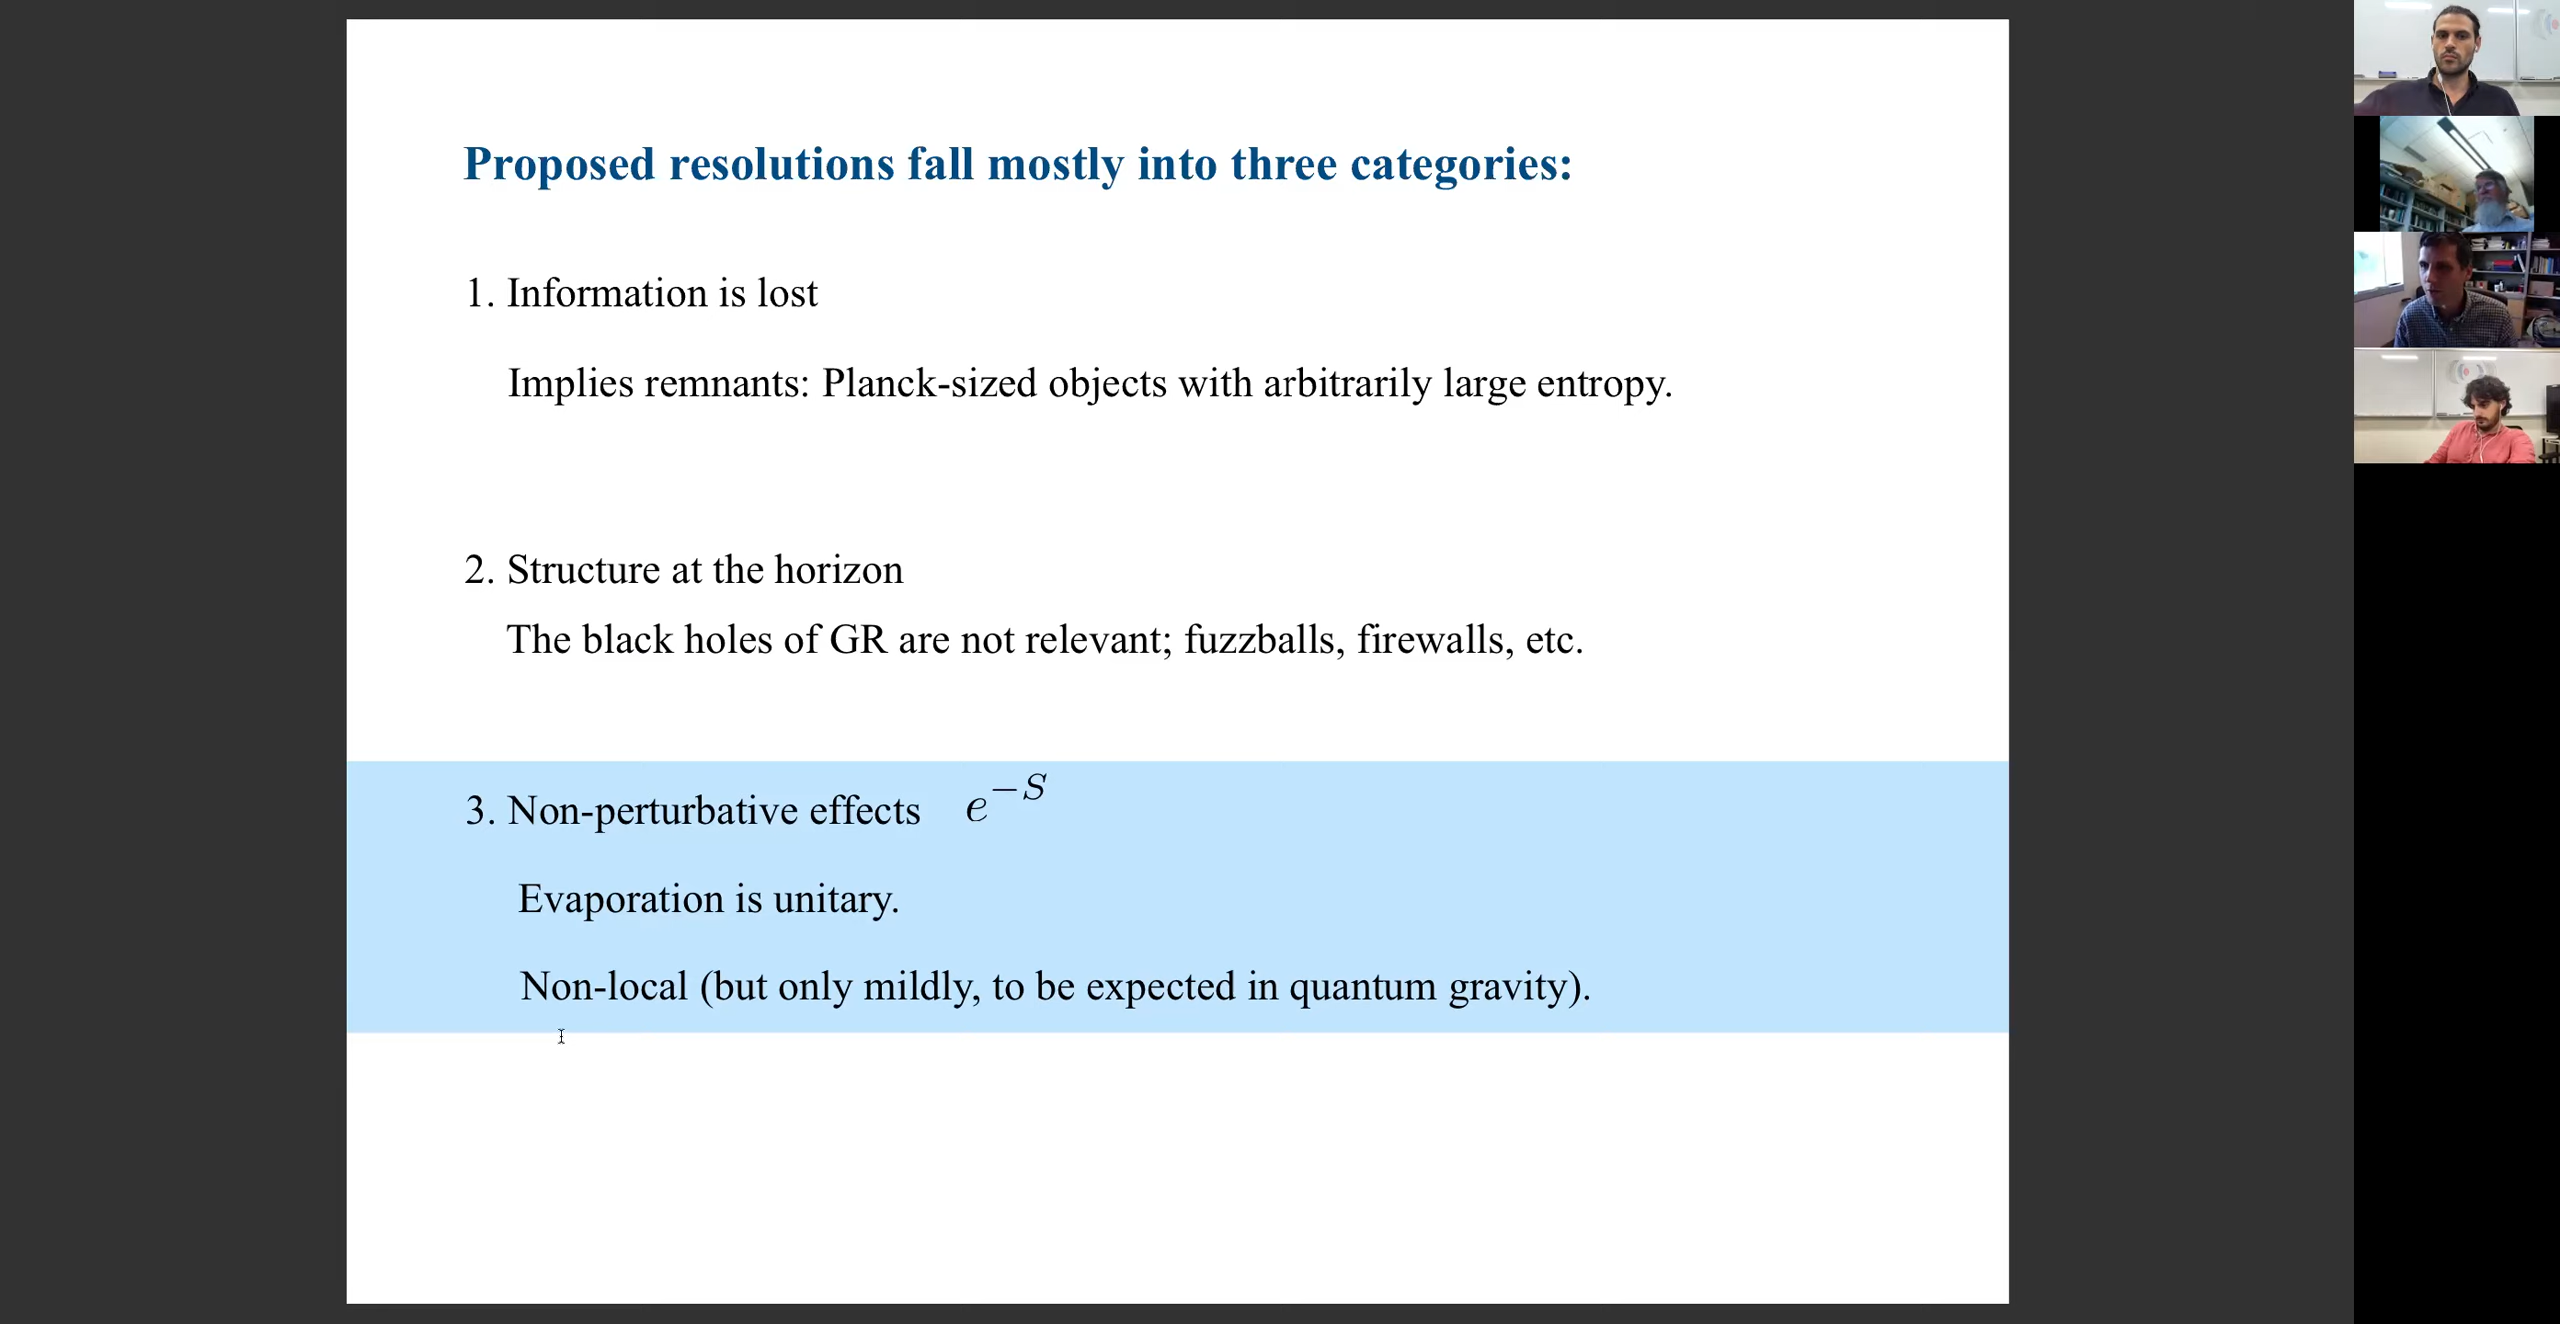 Proposed resolutions fall mostly into three categories:
1. Information is lost
Implies remnants: Planck-sized objects with arbitrarily large entropy.
2. Structure at the horizon
The black holes of GR are not relevant; fuzzballs, firewalls, etc.
3. Non-perturbative effects e^{-S}
Evaporation is unitary.
Non-local (but only mildly, to be expected in quantum gravity).